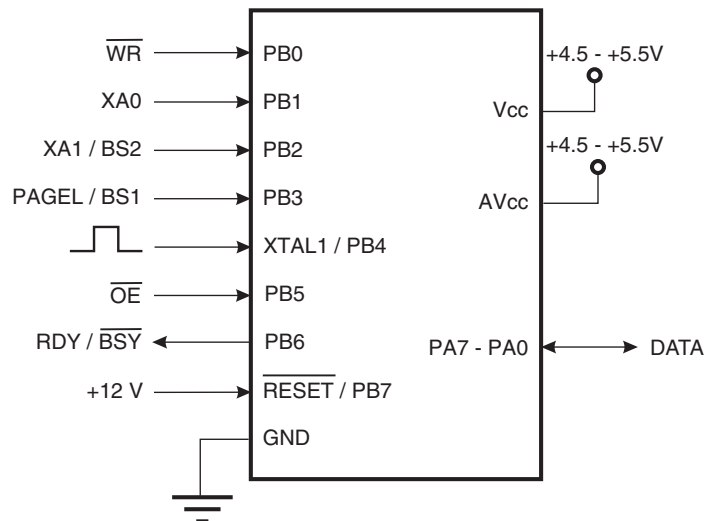 WR PB0
XA0 PB1
XA1 / BS2 PB2
PAGEL / BS1 PB3
XTAL1 / PB4
OE PB5
RDY / BSY PB6
+12 V RESET / PB7
GND
+4.5 - +5.5V
Vcc
+4.5 - +5.5V
AVcc
PA7 - PA0 DATA